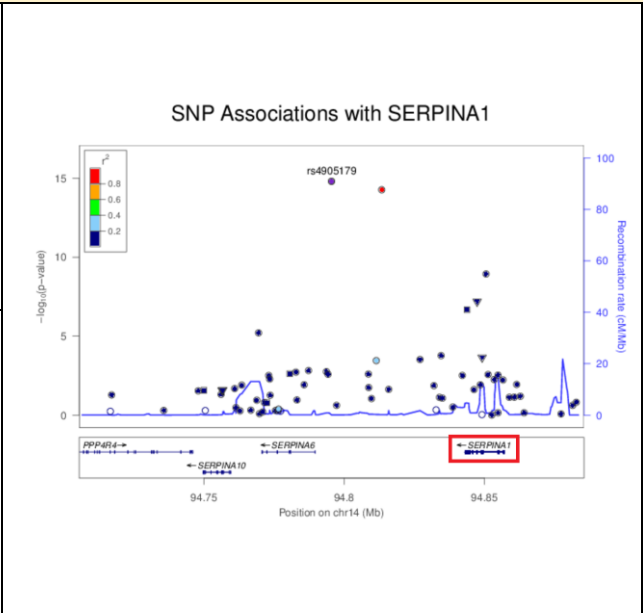 SNP Associations with SERPINA1
r²
0.8
0.6
0.4
0.2
rs4905179
15
10
5
0
−log₁₀(p−value)
100
80
60
40
20
0
Recombination rate (cM/Mb)
PPP4R4→
←SERPINA6
←SERPINA1
←SERPINA10
94.75
94.8
94.85
Position on chr14 (Mb)